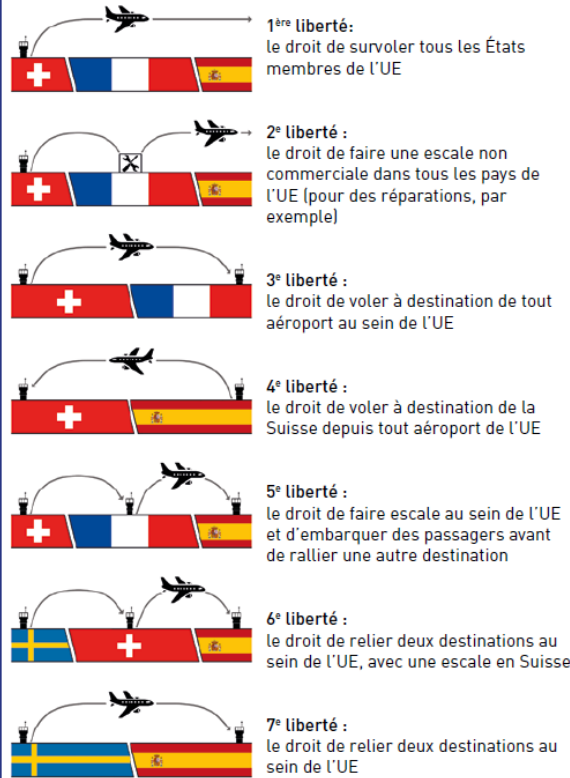 1ère liberté:
le droit de survoler tous les États
membres de l'UE
2e liberté :
le droit de faire une escale non
commerciale dans tous les pays de
l'UE (pour des réparations, par
exemple)
3e liberté :
le droit de voler à destination de tout
aéroport au sein de l'UE
4e liberté :
le droit de voler à destination de la
Suisse depuis tout aéroport de l'UE
5e liberté :
le droit de faire escale au sein de l'UE
et d'embarquer des passagers avant
de rallier une autre destination
6e liberté :
le droit de relier deux destinations au
sein de l'UE, avec une escale en Suisse
7e liberté :
le droit de relier deux destinations au
sein de l'UE